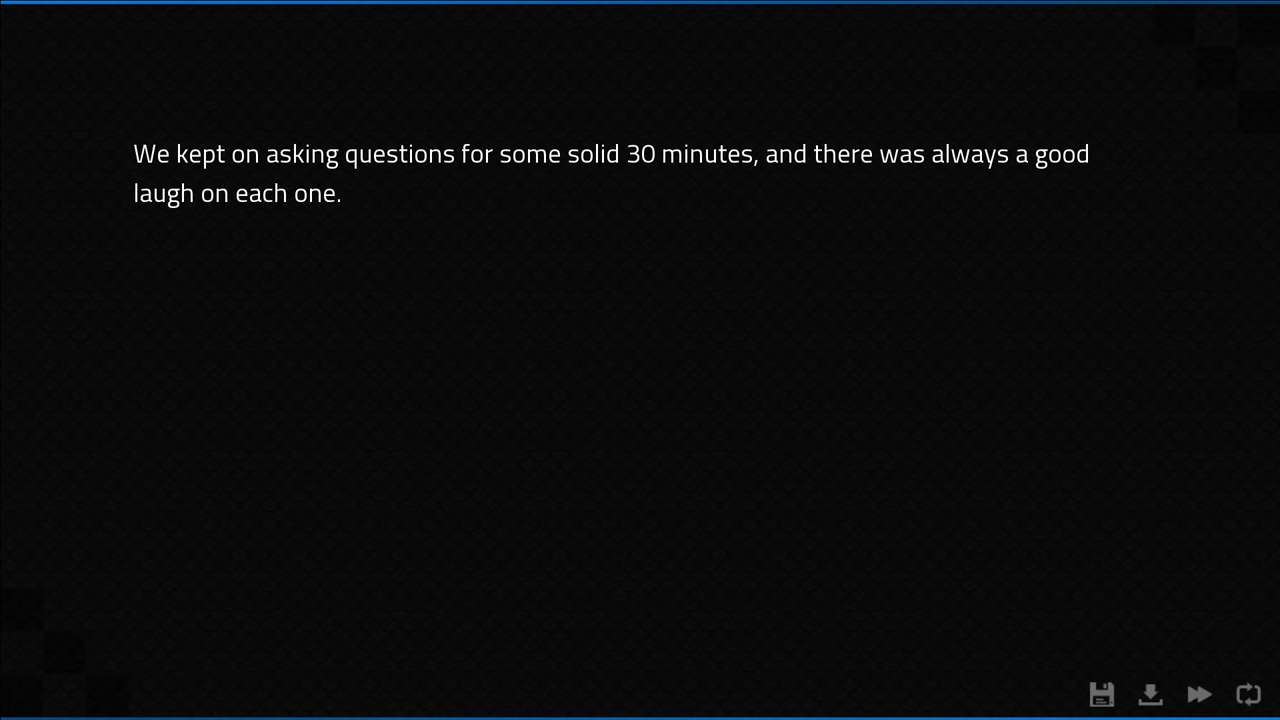 We kept on asking questions for some solid 30 minutes, and there was always a good
laugh on each one.